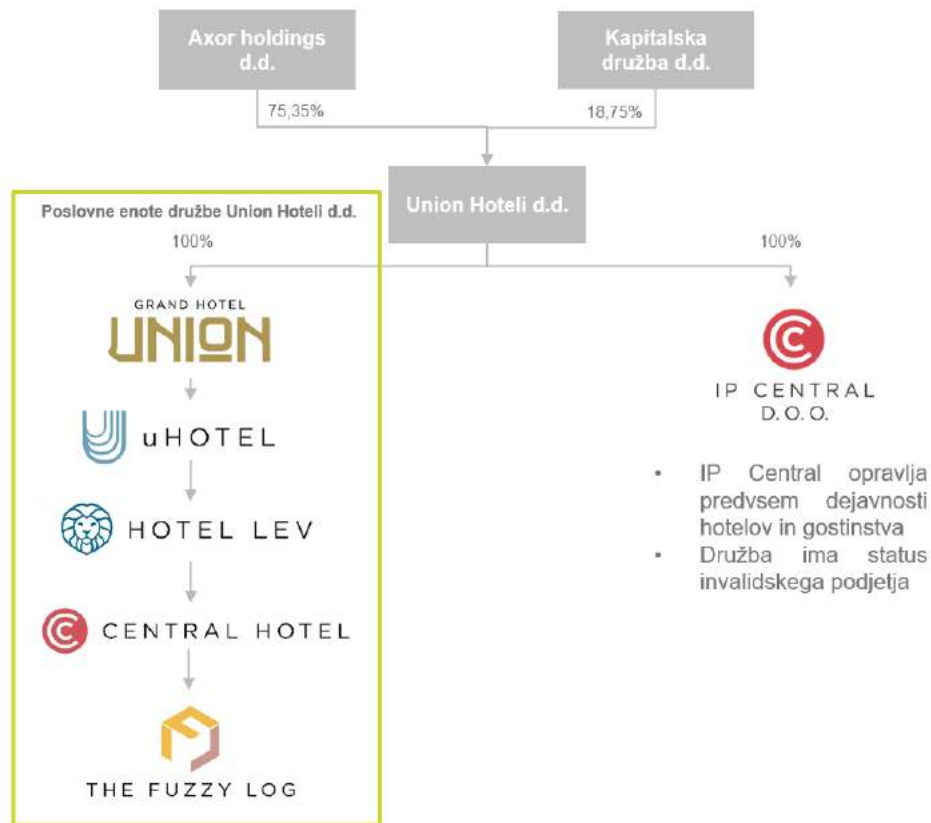 Axor holdings
d.d.
Kapitalska
družba d.d.
75,35%
18,75%
Union Hoteli d.d.
Poslovne enote družbe Union Hoteli d.d.
100%
100%
GRAND HOTEL
UNION
uHOTEL
HOTEL LEV
CENTRAL HOTEL
THE FUZZY LOG
IP CENTRAL
D.O.O.
• IP Central opravlja
predvsem dejavnosti
hotelov in gostinstva
• Družba ima status
invalidskega podjetja